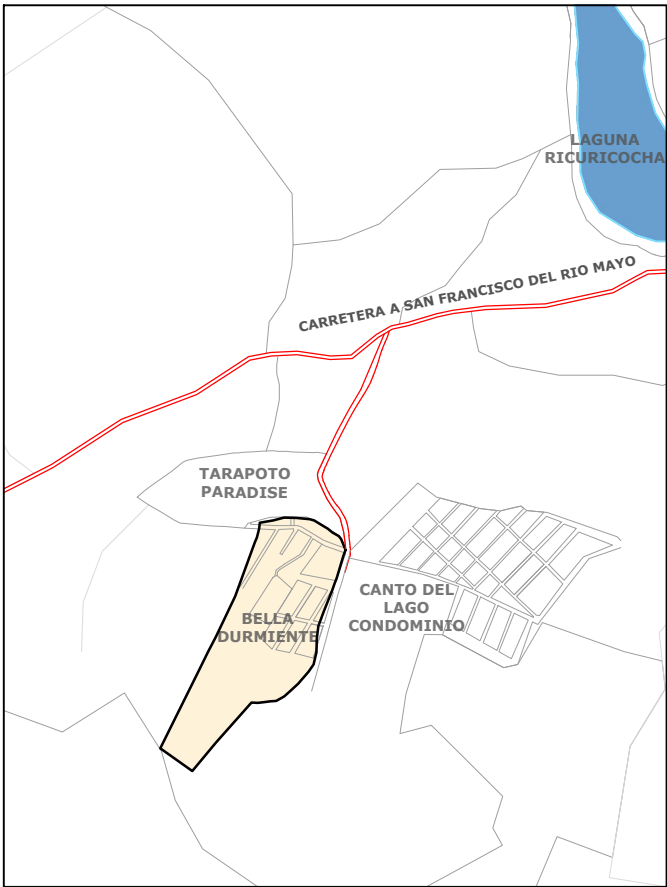 LAGUNA
RICURICOCHA
CARRETERA A SAN FRANCISCO DEL RIO MAYO
TARAPOTO
PARADISE
CANTO DEL
LAGO
CONDOMINIO
BELLA
DURMIENTE